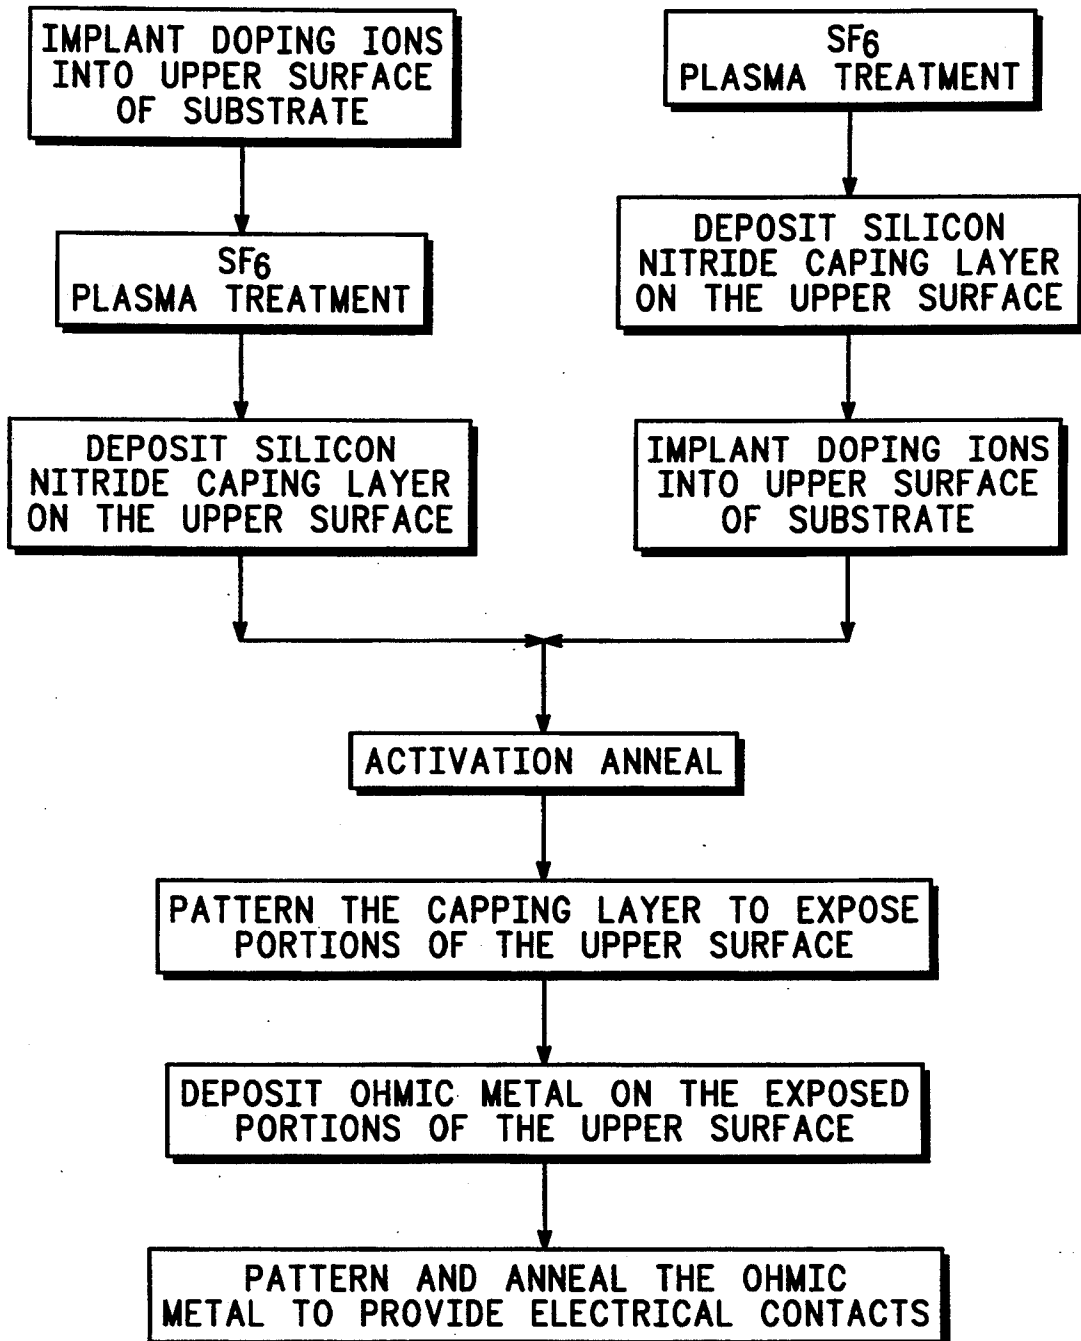 IMPLANT DOPING IONS
INTO UPPER SURFACE
OF SUBSTRATE
SF6
PLASMA TREATMENT
DEPOSIT SILICON
NITRIDE CAPING LAYER
ON THE UPPER SURFACE
SF6
PLASMA TREATMENT
DEPOSIT SILICON
NITRIDE CAPING LAYER
ON THE UPPER SURFACE
IMPLANT DOPING IONS
INTO UPPER SURFACE
OF SUBSTRATE
ACTIVATION ANNEAL
PATTERN THE CAPPING LAYER TO EXPOSE
PORTIONS OF THE UPPER SURFACE
DEPOSIT OHMIC METAL ON THE EXPOSED
PORTIONS OF THE UPPER SURFACE
PATTERN AND ANNEAL THE OHMIC
METAL TO PROVIDE ELECTRICAL CONTACTS